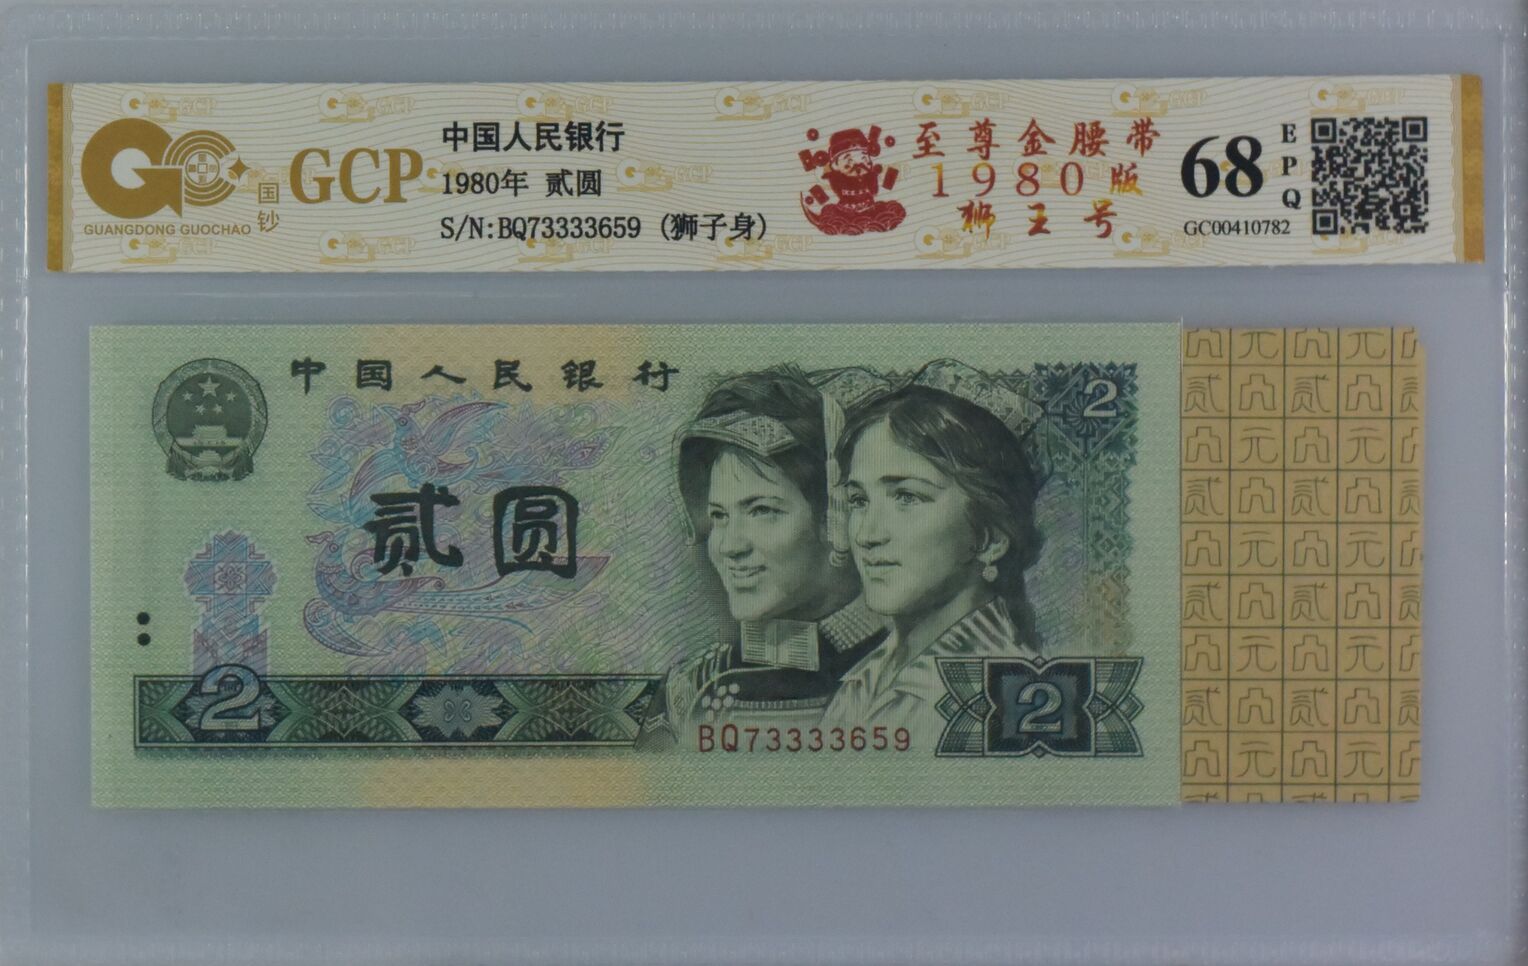 GCP
国钞
GUANGDONG GUOCHAO
中国人民银行
1980年 贰圆
S/N:BQ73333659 (狮子身)
至尊金腰带
1980版
狮王号
68
EPQ
GC00410782
中国人民银行
2
贰圆
2
BQ73333659
2